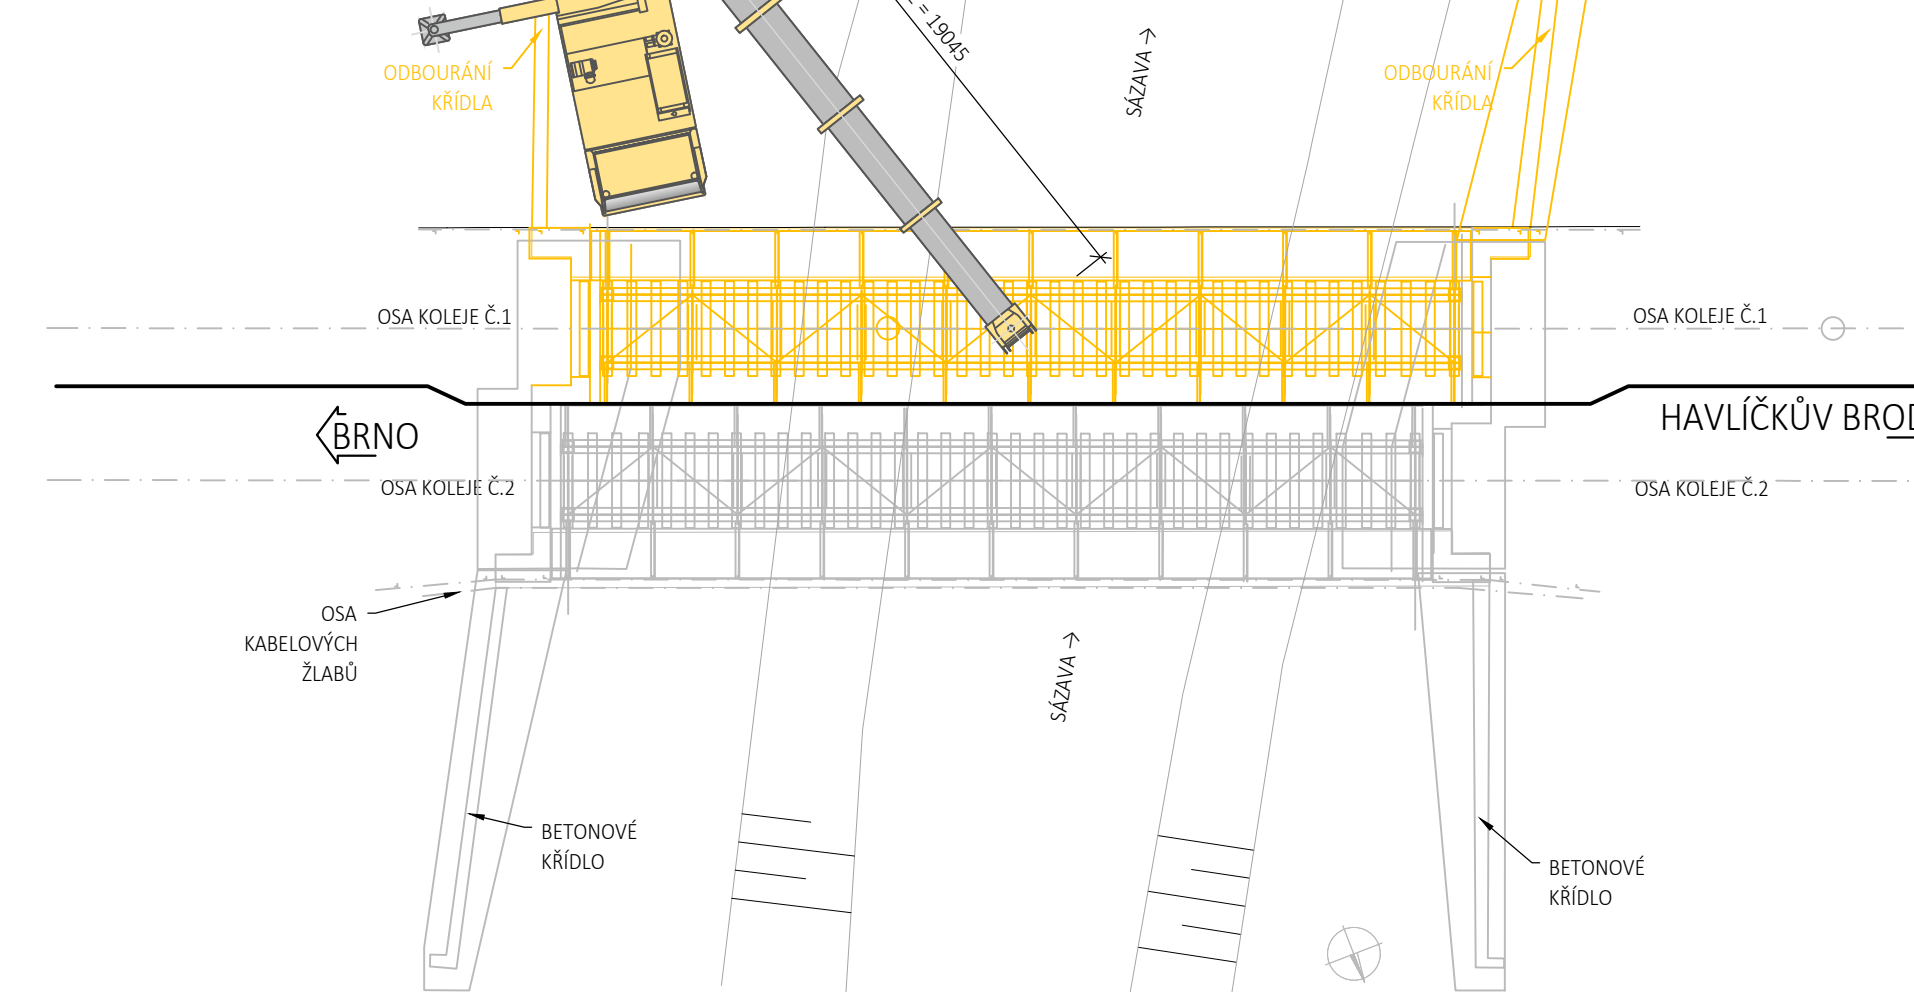 = 19045
SÁZAVA →
ODBOURÁNÍ
KŘÍDLA
ODBOURÁNÍ
KŘÍDLA
OSA KOLEJE Č.1
OSA KOLEJE Č.1
BRNO
HAVLÍČKŮV BROD
OSA KOLEJE Č.2
OSA KOLEJE Č.2
OSA
KABELOVÝCH
ŽLABŮ
SÁZAVA →
BETONOVÉ
KŘÍDLO
BETONOVÉ
KŘÍDLO